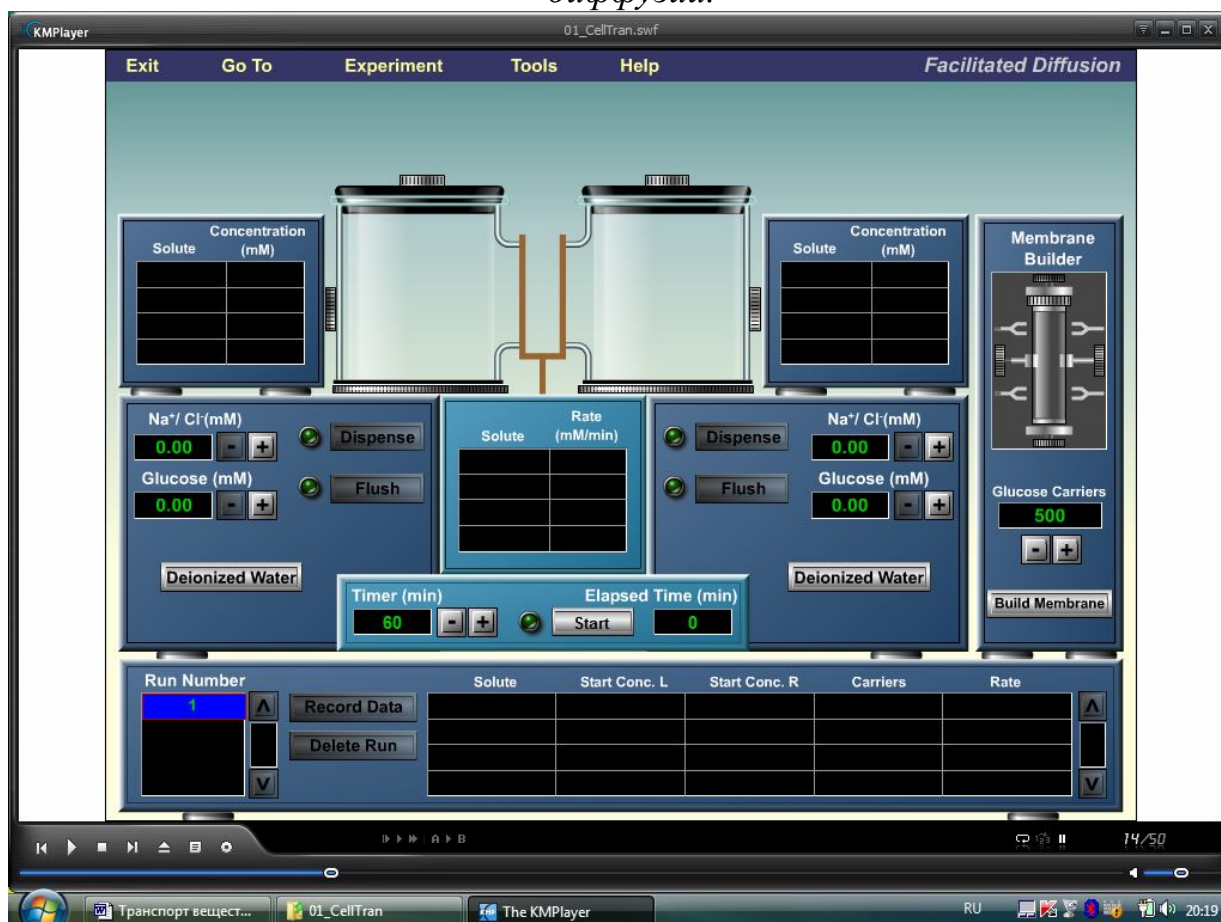 диффузии.
KMPlayer 01_CellTran.swf
Exit Go To Experiment Tools Help Facilitated Diffusion
Solute Concentration (mM)
Solute Concentration (mM)
Membrane Builder
Na⁺/ Cl⁻(mM)
0.00 - +
Dispense
Glucose (mM)
0.00 - +
Flush
Deionized Water
Solute Rate (mM/min)
Dispense
Na⁺/ Cl⁻(mM)
0.00 - +
Flush
Glucose (mM)
0.00 - +
Deionized Water
Glucose Carriers
500
- +
Build Membrane
Timer (min) Elapsed Time (min)
60 - + Start 0
Run Number Solute Start Conc. L Start Conc. R Carriers Rate
1 Record Data
Delete Run
A B 14/50
Транспорт вещест... 01_CellTran The KMPlayer RU 20:19